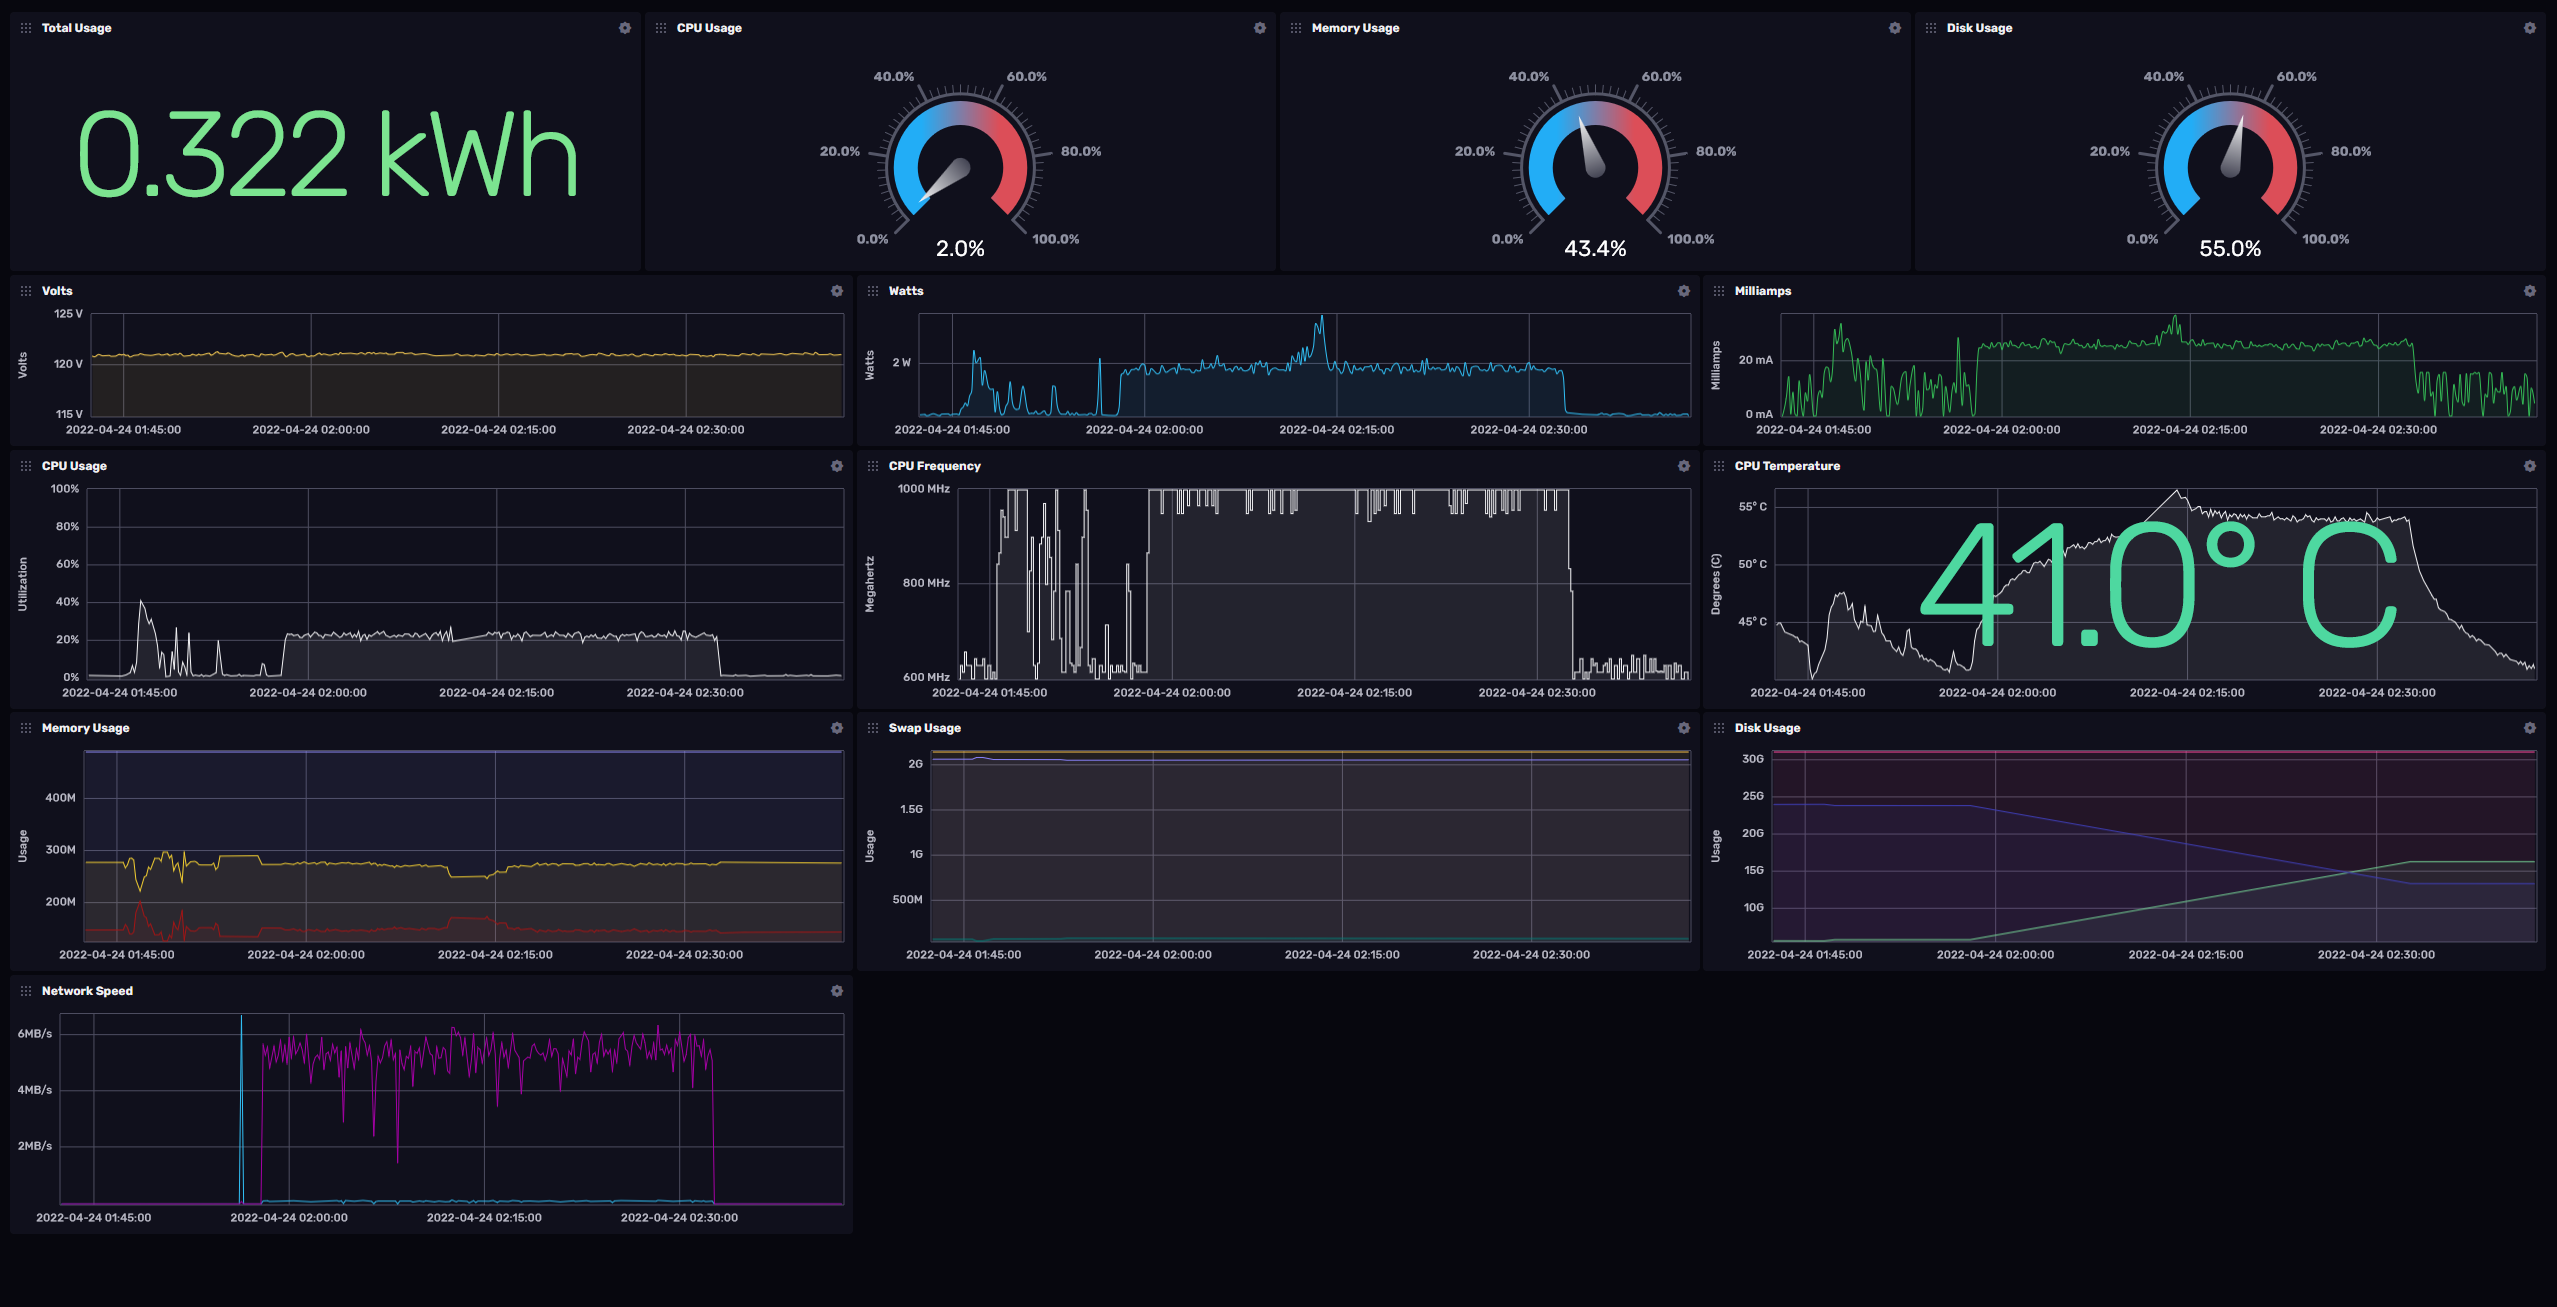 Total Usage
0.322 kWh
CPU Usage
40.0%
60.0%
20.0%
80.0%
0.0%
100.0%
2.0%
Memory Usage
40.0%
60.0%
20.0%
80.0%
0.0%
100.0%
43.4%
Disk Usage
40.0%
60.0%
20.0%
80.0%
0.0%
100.0%
55.0%
Volts
Volts
125 V
120 V
115 V
2022-04-24 01:45:00
2022-04-24 02:00:00
2022-04-24 02:15:00
2022-04-24 02:30:00
Watts
Watts
2 W
2022-04-24 01:45:00
2022-04-24 02:00:00
2022-04-24 02:15:00
2022-04-24 02:30:00
Milliamps
Milliamps
20 mA
0 mA
2022-04-24 01:45:00
2022-04-24 02:00:00
2022-04-24 02:15:00
2022-04-24 02:30:00
CPU Usage
Utilization
100%
80%
60%
40%
20%
0%
2022-04-24 01:45:00
2022-04-24 02:00:00
2022-04-24 02:15:00
2022-04-24 02:30:00
CPU Frequency
Megahertz
1000 MHz
800 MHz
600 MHz
2022-04-24 01:45:00
2022-04-24 02:00:00
2022-04-24 02:15:00
2022-04-24 02:30:00
CPU Temperature
Degrees (C)
55° C
50° C
45° C
41.0° C
2022-04-24 01:45:00
2022-04-24 02:00:00
2022-04-24 02:15:00
2022-04-24 02:30:00
Memory Usage
Usage
400M
300M
200M
2022-04-24 01:45:00
2022-04-24 02:00:00
2022-04-24 02:15:00
2022-04-24 02:30:00
Swap Usage
Usage
2G
1.5G
1G
500M
2022-04-24 01:45:00
2022-04-24 02:00:00
2022-04-24 02:15:00
2022-04-24 02:30:00
Disk Usage
Usage
30G
25G
20G
15G
10G
2022-04-24 01:45:00
2022-04-24 02:00:00
2022-04-24 02:15:00
2022-04-24 02:30:00
Network Speed
6MB/s
4MB/s
2MB/s
2022-04-24 01:45:00
2022-04-24 02:00:00
2022-04-24 02:15:00
2022-04-24 02:30:00